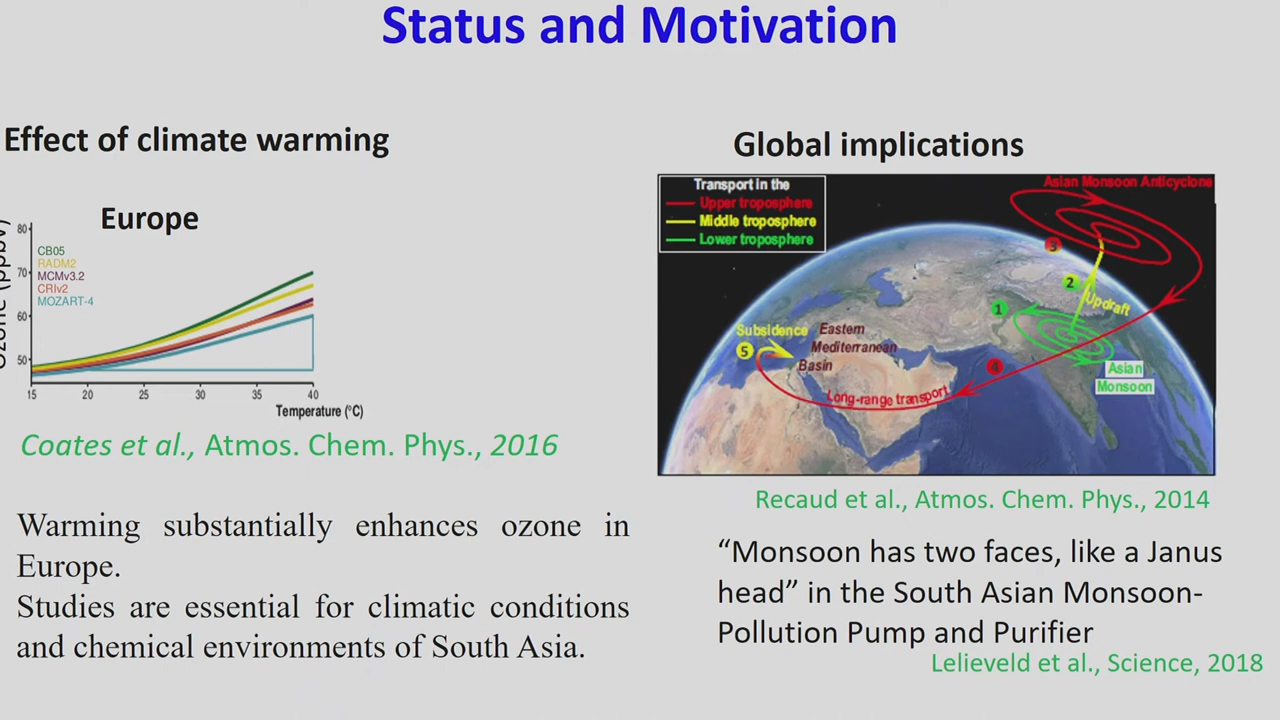 Status and Motivation
Effect of climate warming
Europe
Ozone (ppbv)
80
70
60
50
CB05
RADM2
MCMv3.2
CRIv2
MOZART-4
15 20 25 30 35 40
Temperature (°C)
Coates et al., Atmos. Chem. Phys., 2016
Warming substantially enhances ozone in
Europe.
Studies are essential for climatic conditions
and chemical environments of South Asia.
Global implications
Transport in the
Upper troposphere
Middle troposphere
Lower troposphere
Asian Monsoon Anticyclone
3
2
Updraft
1
Subsidence
5
Eastern
Mediterranean
Basin
4
Asian
Monsoon
Long-range transport
Recaud et al., Atmos. Chem. Phys., 2014
“Monsoon has two faces, like a Janus
head” in the South Asian Monsoon-
Pollution Pump and Purifier
Lelieveld et al., Science, 2018